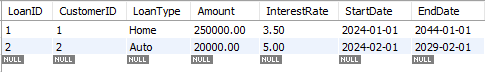 LoanID CustomerID LoanType Amount InterestRate StartDate EndDate
1 1 Home 250000.00 3.50 2024-01-01 2044-01-01
2 2 Auto 20000.00 5.00 2024-02-01 2029-02-01
NULL NULL NULL NULL NULL NULL NULL